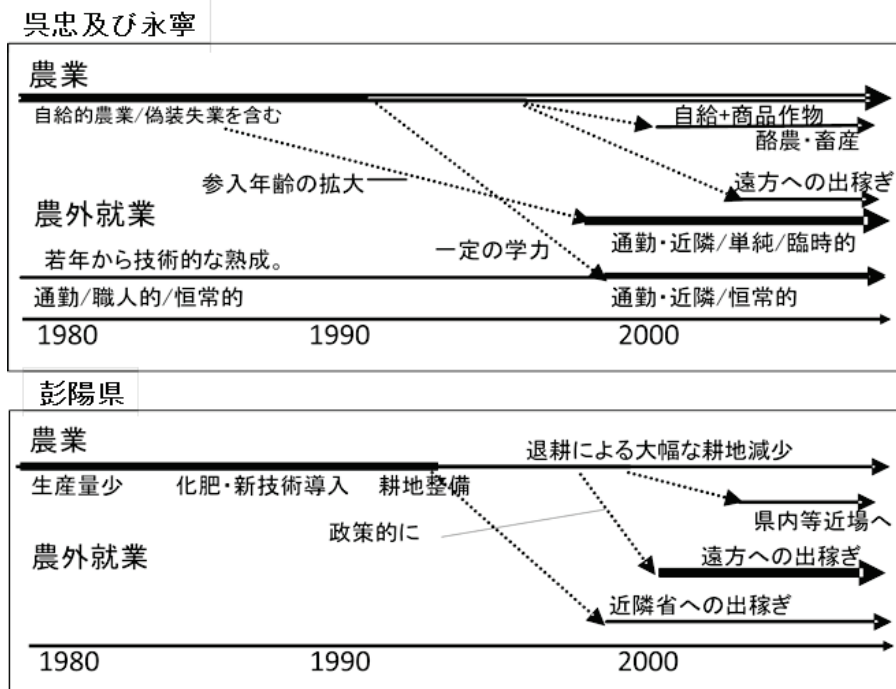 呉忠及び永寧
農業
自給的農業/偽装失業を含む
自給+商品作物
酪農・畜産
参入年齢の拡大
遠方への出稼ぎ
農外就業
一定の学力
通勤・近隣/単純/臨時的
若年から技術的な熟成。
通勤/職人的/恒常的
通勤・近隣/恒常的
1980
1990
2000
彭陽県
農業
退耕による大幅な耕地減少
生産量少
化肥・新技術導入
耕地整備
県内等近場へ
政策的に
農外就業
遠方への出稼ぎ
近隣省への出稼ぎ
1980
1990
2000